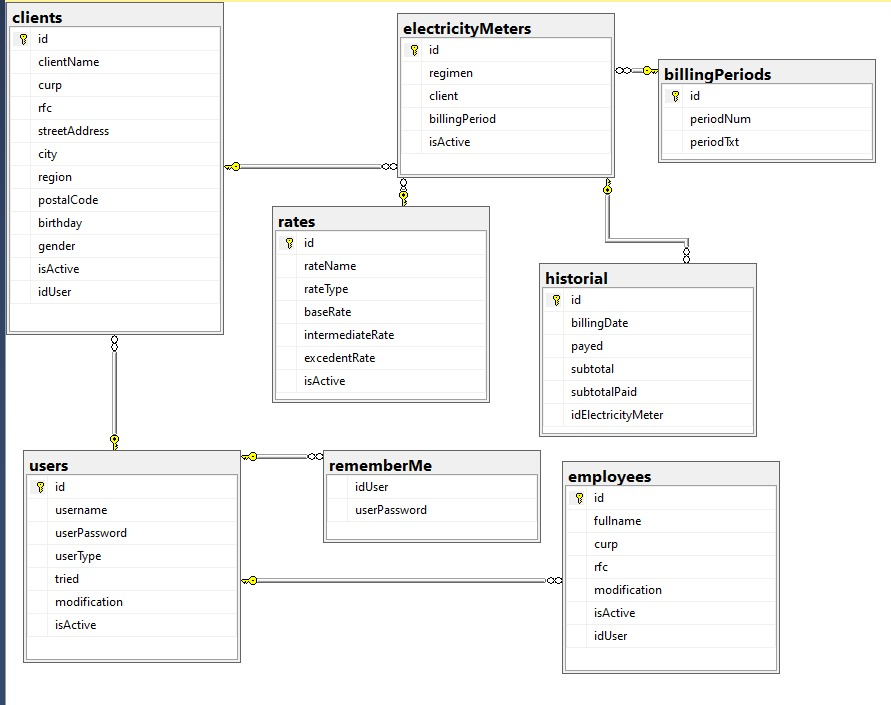 clients
id
clientName
curp
rfc
streetAddress
city
region
postalCode
birthday
gender
isActive
idUser
electricityMeters
id
regimen
client
billingPeriod
isActive
billingPeriods
id
periodNum
periodTxt
rates
id
rateName
rateType
baseRate
intermediateRate
excedentRate
isActive
historial
id
billingDate
payed
subtotal
subtotalPaid
idElectricityMeter
users
id
username
userPassword
userType
tried
modification
isActive
rememberMe
idUser
userPassword
employees
id
fullname
curp
rfc
modification
isActive
idUser